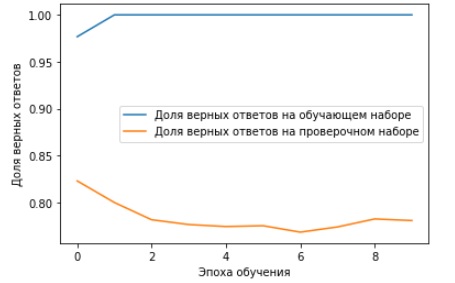 1.00
0.95
0.90
0.85
0.80
Доля верных ответов
Доля верных ответов на обучающем наборе
Доля верных ответов на проверочном наборе
0 2 4 6 8
Эпоха обучения